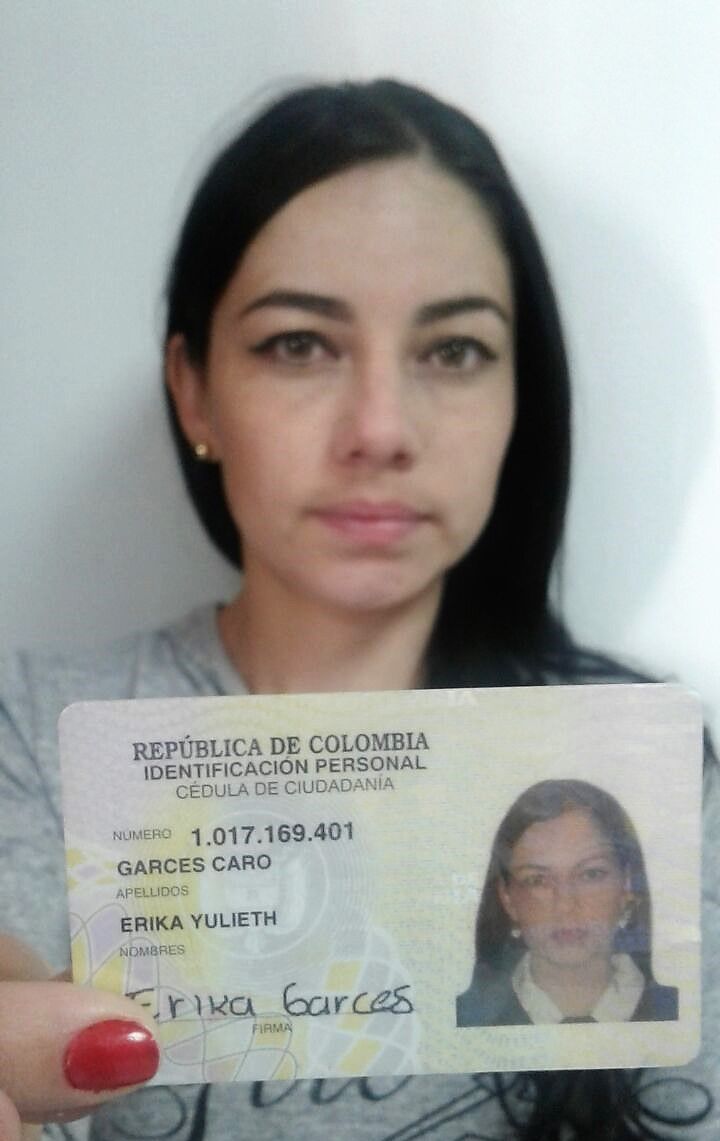 REPÚBLICA DE COLOMBIA
IDENTIFICACIÓN PERSONAL
CÉDULA DE CIUDADANÍA
NUMERO 1.017.169.401
GARCES CARO
APELLIDOS
ERIKA YULIETH
NOMBRES
Erika Garces
FIRMA